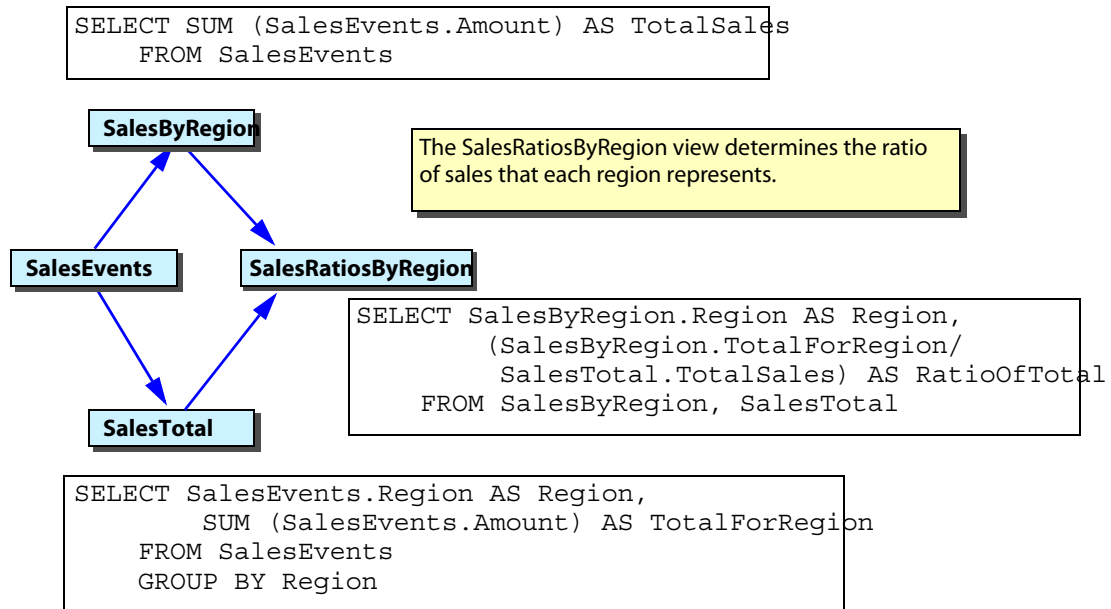 SELECT SUM (SalesEvents.Amount) AS TotalSales
FROM SalesEvents
SalesByRegion
The SalesRatiosByRegion view determines the ratio
of sales that each region represents.
SalesEvents
SalesRatiosByRegion
SELECT SalesByRegion.Region AS Region,
(SalesByRegion.TotalForRegion/
SalesTotal.TotalSales) AS RatioOfTotal
FROM SalesByRegion, SalesTotal
SalesTotal
SELECT SalesEvents.Region AS Region,
SUM (SalesEvents.Amount) AS TotalForRegion
FROM SalesEvents
GROUP BY Region